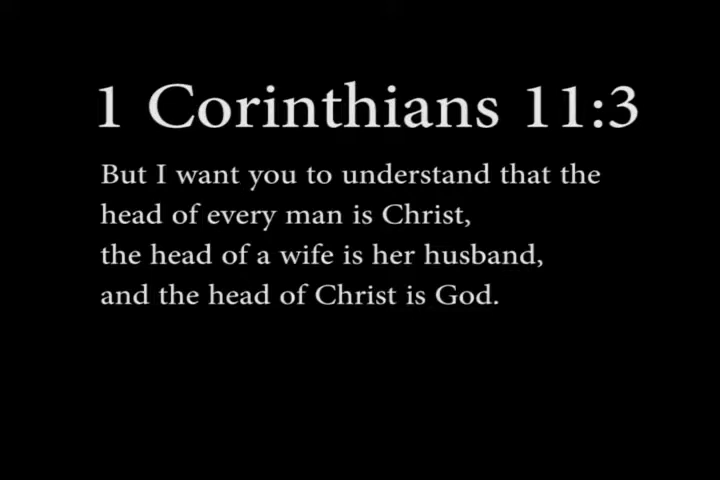 1 Corinthians 11:3
But I want you to understand that the
head of every man is Christ,
the head of a wife is her husband,
and the head of Christ is God.